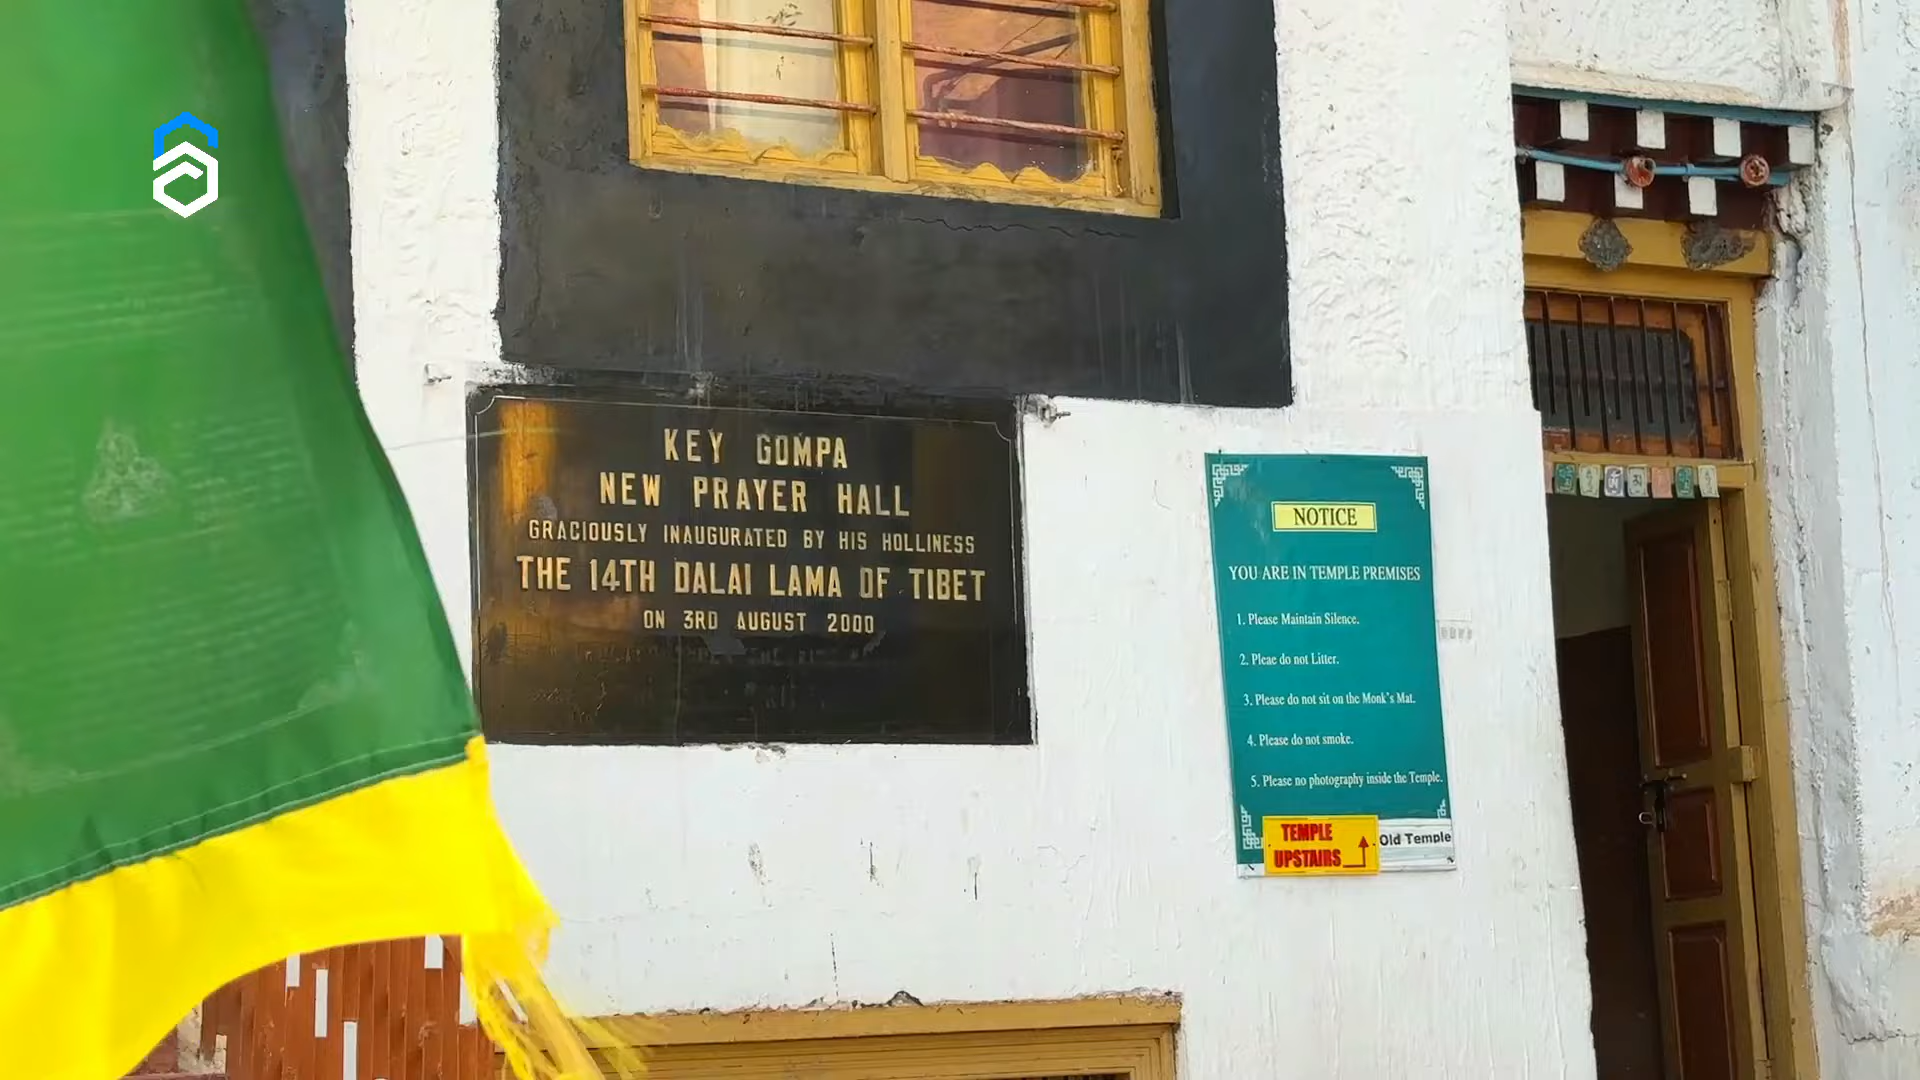 KEY GOMPA
NEW PRAYER HALL
GRACIOUSLY INAUGURATED BY HIS HOLLINESS
THE 14TH DALAI LAMA OF TIBET
ON 3RD AUGUST 2000
NOTICE
YOU ARE IN TEMPLE PREMISES
1. Please Maintain Silence.
2. Pleae do not Litter.
3. Please do not sit on the Monk's Mat.
4. Please do not smoke.
5. Please no photography inside the Temple.
TEMPLE
UPSTAIRS
Old Temple